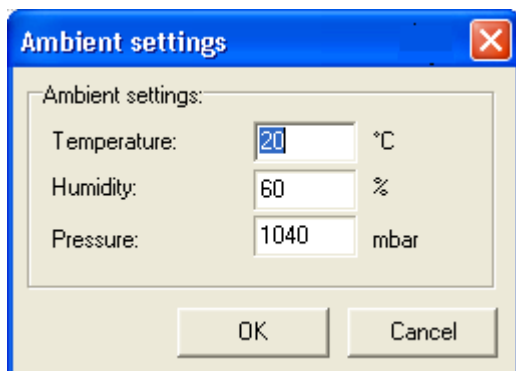 Ambient settings
Ambient settings:
Temperature: 20 °C
Humidity: 60 %
Pressure: 1040 mbar
OK Cancel